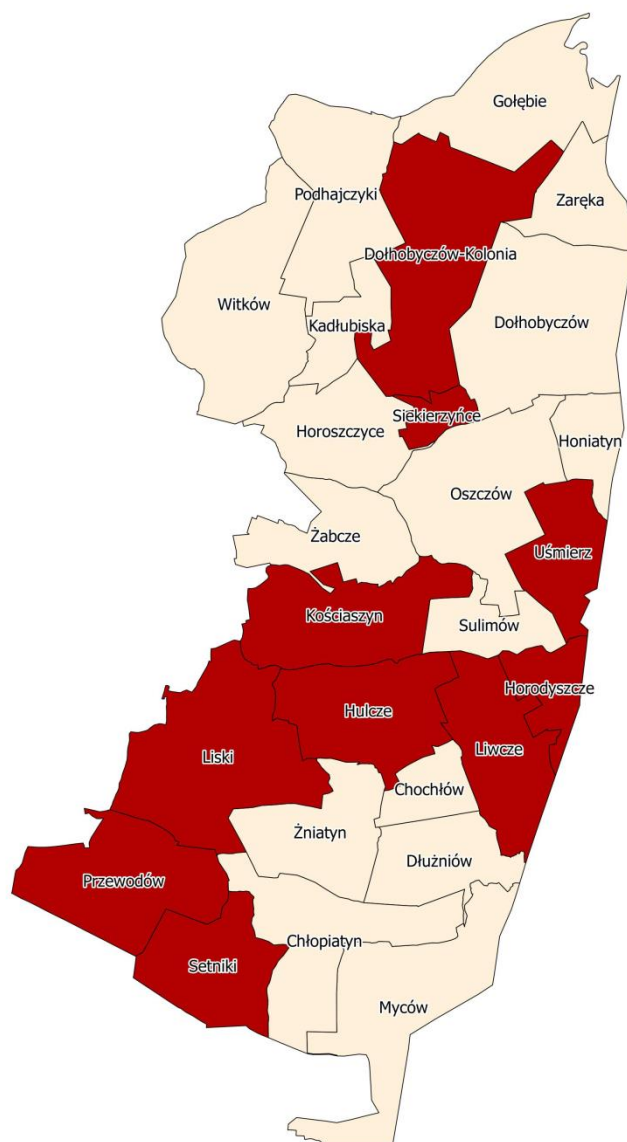 Gołębie
Podhajczyki
Zaręka
Dołhobyczów-Kolonia
Witków
Kadłubiska
Dołhobyczów
Siekierzyńce
Horoszczyce
Honiatyn
Oszczów
Żabcze
Uśmierz
Kościaszyn
Sulimów
Horodyszcze
Hulcze
Liwcze
Liski
Chochłów
Żniatyn
Dłużniów
Przewodów
Chłopiatyn
Setniki
Myców